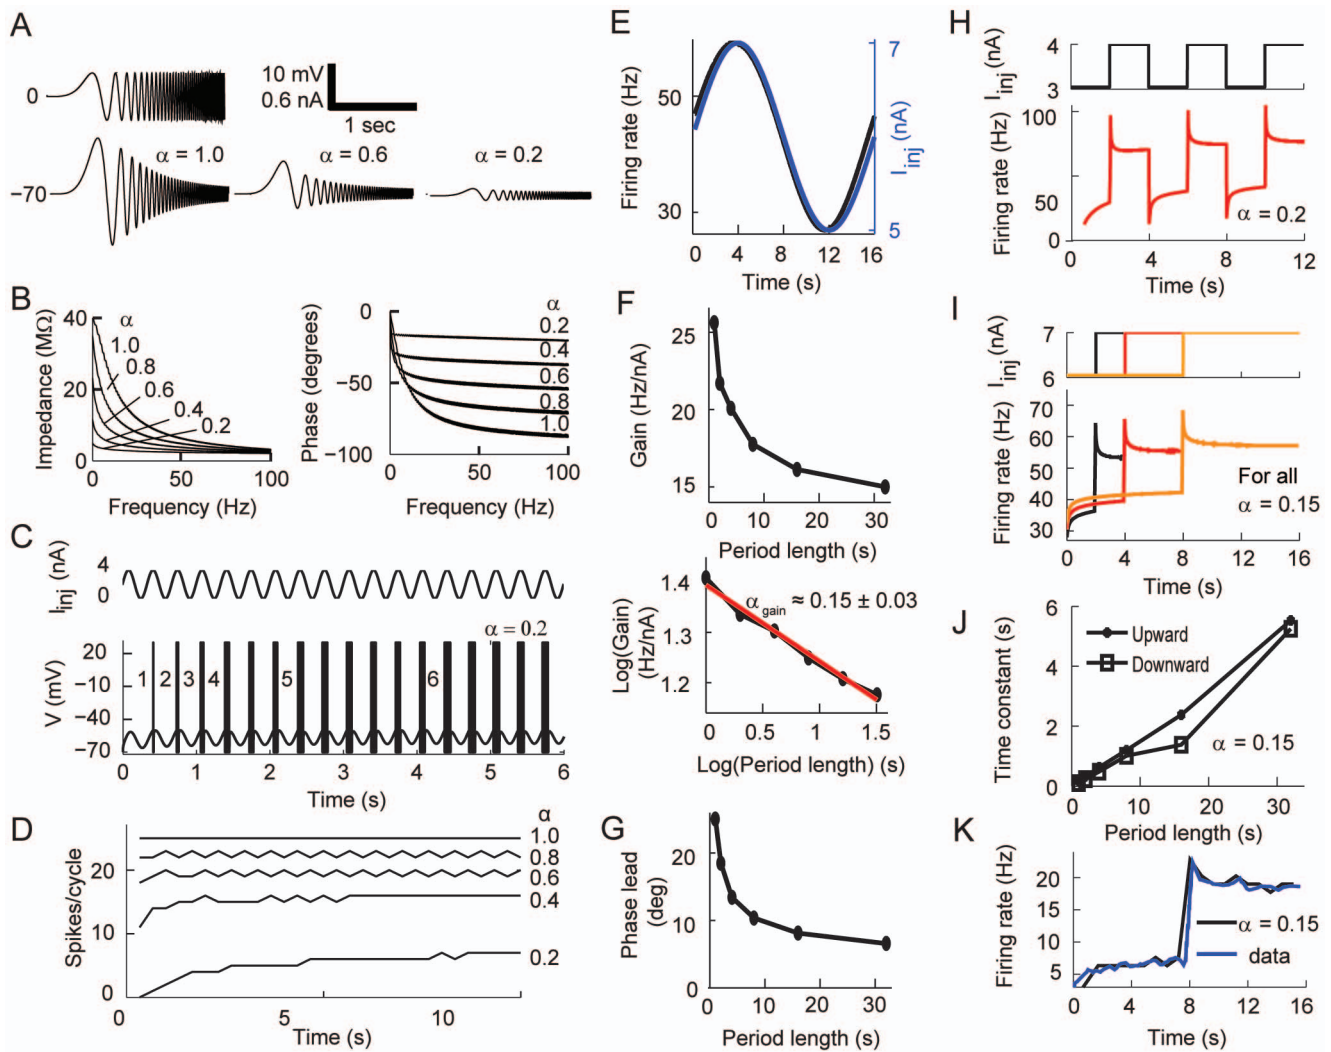 A
0
10 mV
0.6 nA
1 sec
α = 1.0
α = 0.6
α = 0.2
−70
B
Impedance (MΩ)
40
20
0
α
1.0
0.8
0.6
0.4
0.2
0
50
100
Frequency (Hz)
Phase (degrees)
0
−50
−100
α
0.2
0.4
0.6
0.8
1.0
0
50
100
Frequency (Hz)
C
I inj (nA)
4
0
α = 0.2
V (mV)
20
−10
−40
−70
1
2
3
4
5
6
0
1
2
3
4
5
6
Time (s)
D
Spikes/cycle
20
10
0
α
1.0
0.8
0.6
0.4
0.2
0
5
10
Time (s)
E
Firing rate (Hz)
50
30
7
5
I inj (nA)
0
4
8
12
16
Time (s)
F
Gain (Hz/nA)
25
20
15
0
10
20
30
Period length (s)
Log(Gain)
(Hz/nA)
1.4
1.3
1.2
α gain ≈ 0.15 ± 0.03
0
0.5
1
1.5
Log(Period length) (s)
G
Phase lead
(deg)
20
10
0
0
10
20
30
Period length (s)
H
I inj (nA)
4
3
Firing rate (Hz)
100
50
0
α = 0.2
0
4
8
12
Time (s)
I
I inj (nA)
7
6
Firing rate (Hz)
70
60
50
40
30
For all
α = 0.15
0
4
8
12
16
Time (s)
J
Time constant (s)
6
4
2
0
Upward
Downward
α = 0.15
0
10
20
30
Period length (s)
K
Firing rate (Hz)
20
15
10
5
α = 0.15
data
0
4
8
12
16
Time (s)